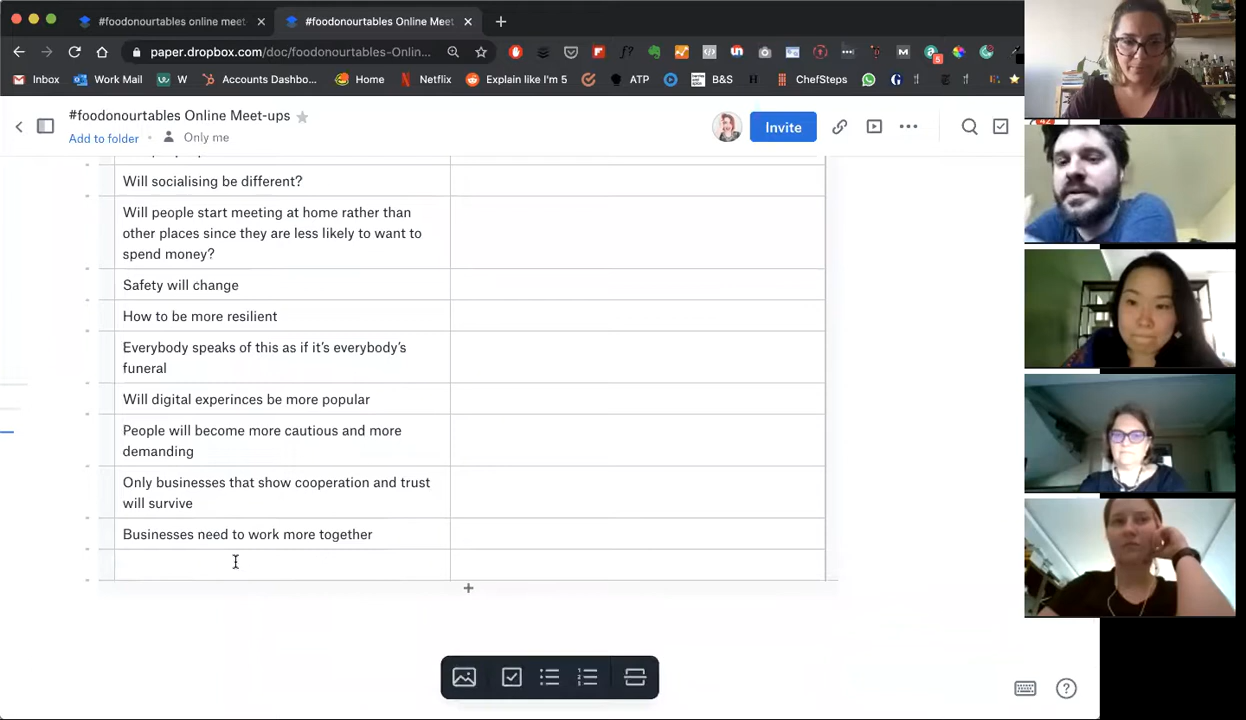 #foodonourtables online meet
#foodonourtables Online Meet
paper.dropbox.com/doc/foodonourtables-Onlin...
Inbox
Work Mail
W
Accounts Dashbo...
Home
Netflix
Explain like I'm 5
ATP
B&S
H
ChefSteps
#foodonourtables Online Meet-ups
Add to folder
Only me
Invite
Will socialising be different?
Will people start meeting at home rather than
other places since they are less likely to want to
spend money?
Safety will change
How to be more resilient
Everybody speaks of this as if it's everybody's
funeral
Will digital experinces be more popular
People will become more cautious and more
demanding
Only businesses that show cooperation and trust
will survive
Businesses need to work more together